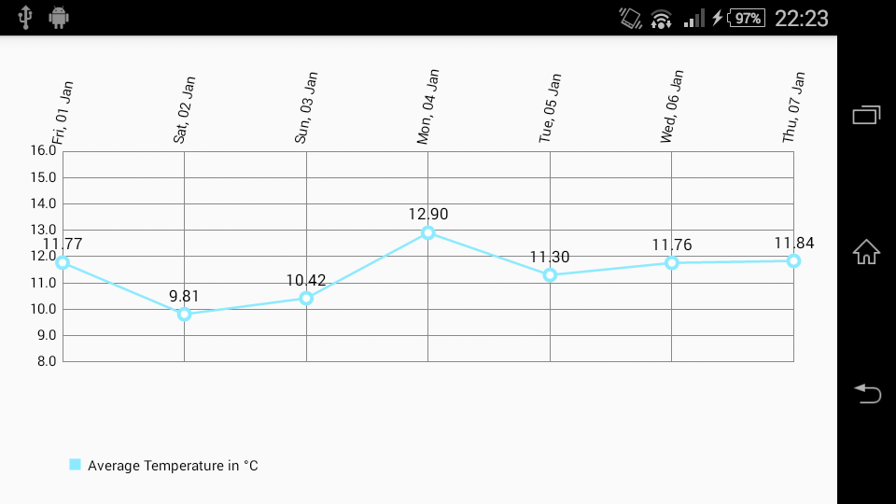 97% 22:23
Fri, 01 Jan
Sat, 02 Jan
Sun, 03 Jan
Mon, 04 Jan
Tue, 05 Jan
Wed, 06 Jan
Thu, 07 Jan
16.0
15.0
14.0
13.0
12.0
11.0
10.0
9.0
8.0
11.77
9.81
10.42
12.90
11.30
11.76
11.84
Average Temperature in °C